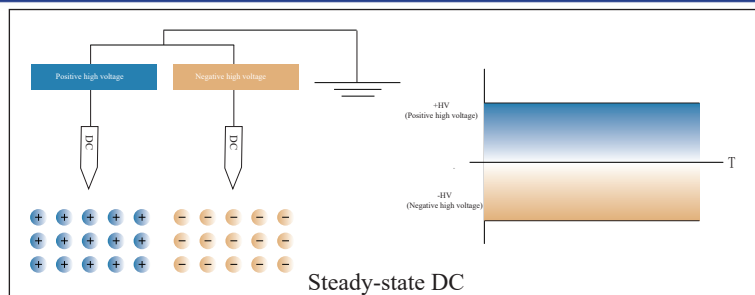 Positive high voltage
Negative high voltage
DC
DC
+ + + + +
+ + + + +
+ + + + +
− − − − −
− − − − −
− − − − −
+HV
(Positive high voltage)
T
-HV
(Negative high voltage)
Steady-state DC